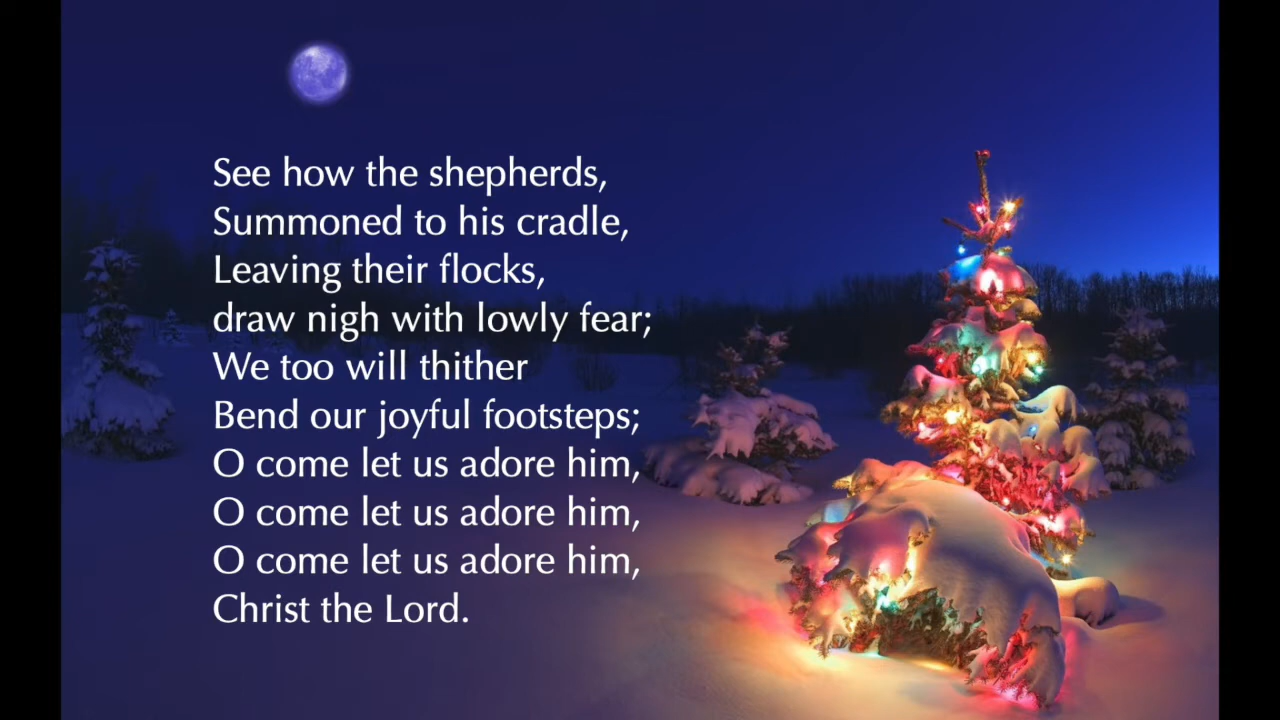 See how the shepherds,
Summoned to his cradle,
Leaving their flocks,
draw nigh with lowly fear;
We too will thither
Bend our joyful footsteps;
O come let us adore him,
O come let us adore him,
O come let us adore him,
Christ the Lord.